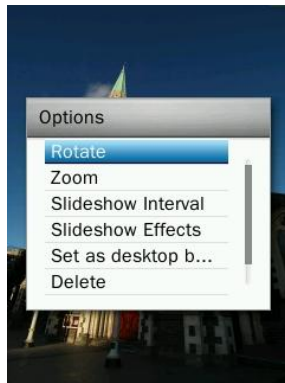 Options
Rotate
Zoom
Slideshow Interval
Slideshow Effects
Set as desktop b...
Delete